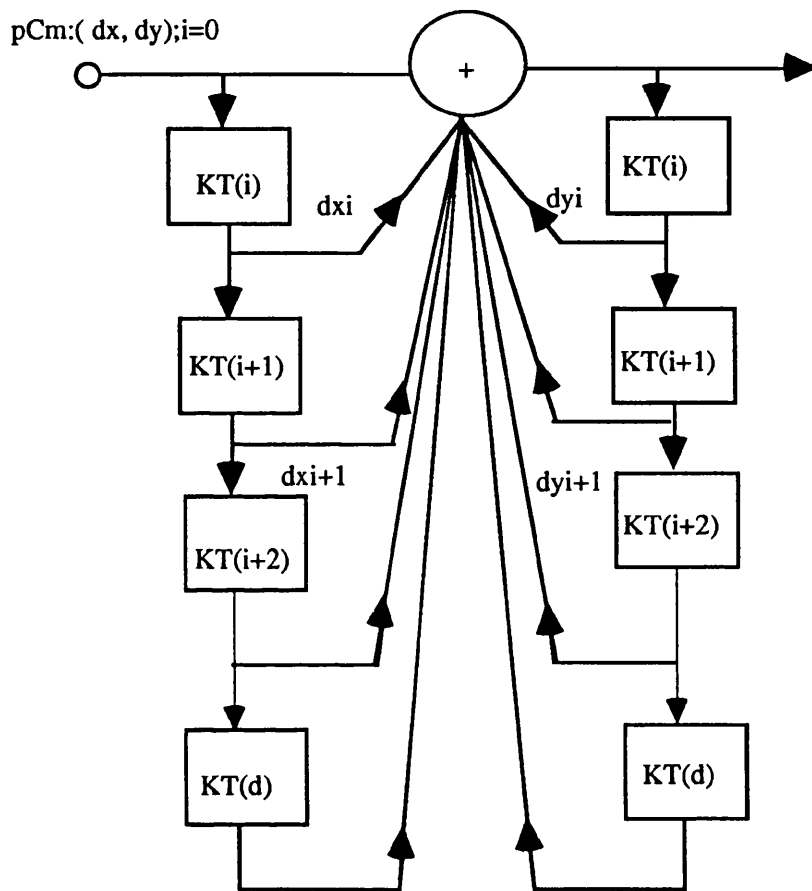 pCm:( dx, dy);i=0
+
KT(i)
KT(i)
dxi
dyi
KT(i+1)
KT(i+1)
dxi+1
dyi+1
KT(i+2)
KT(i+2)
KT(d)
KT(d)